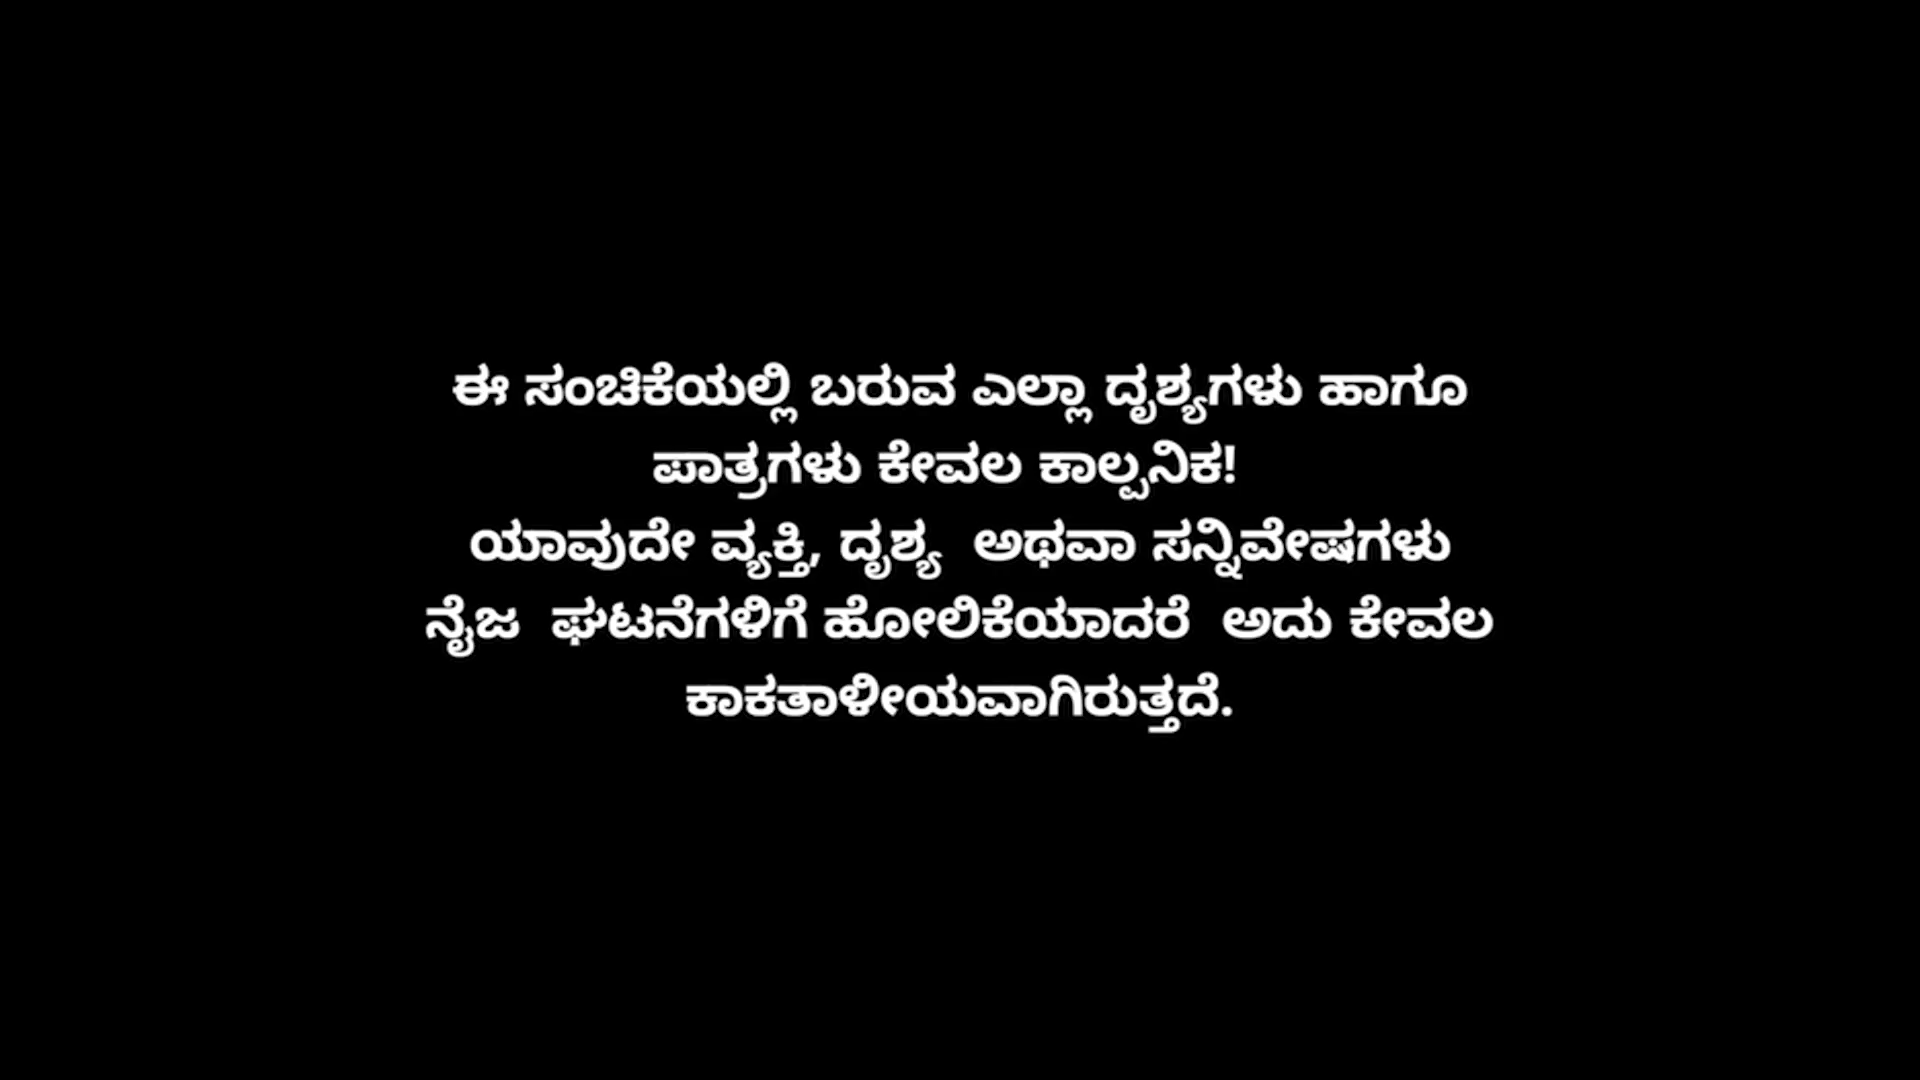 ಈ ಸಂಚಿಕೆಯಲ್ಲಿ ಬರುವ ಎಲ್ಲಾ ದೃಶ್ಯಗಳು ಹಾಗೂ
ಪಾತ್ರಗಳು ಕೇವಲ ಕಾಲ್ಪನಿಕ!
ಯಾವುದೇ ವ್ಯಕ್ತಿ, ದೃಶ್ಯ ಅಥವಾ ಸನ್ನಿವೇಷಗಳು
ನೈಜ ಘಟನೆಗಳಿಗೆ ಹೋಲಿಕೆಯಾದರೆ ಅದು ಕೇವಲ
ಕಾಕತಾಳೀಯವಾಗಿರುತ್ತದೆ.